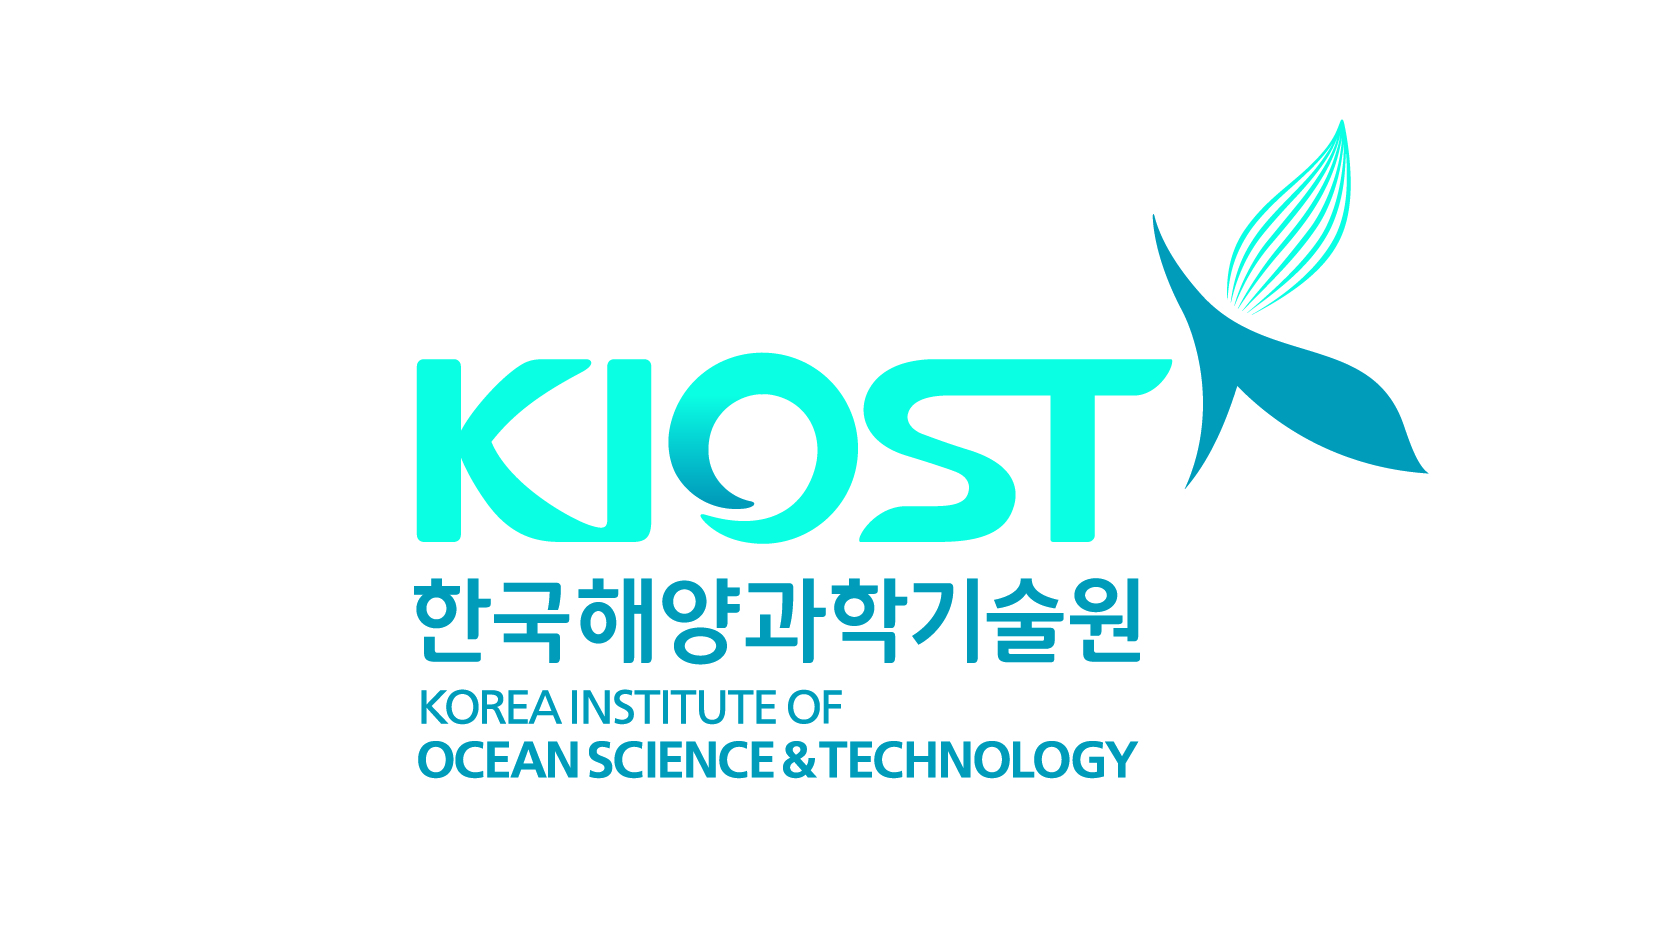 KIOST
한국해양과학기술원
KOREA INSTITUTE OF
OCEAN SCIENCE & TECHNOLOGY